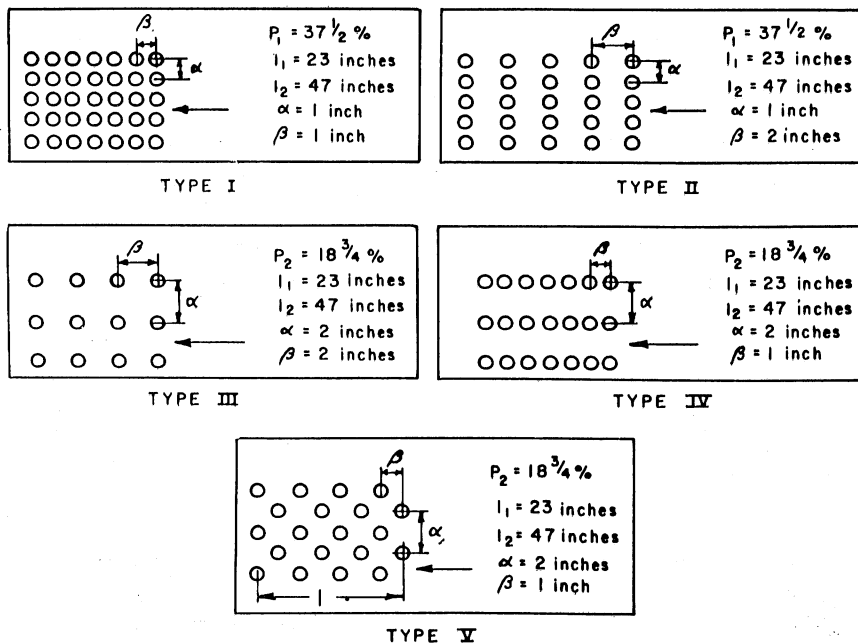 β
α
P₁ = 37 1/2 %
l₁ = 23 inches
l₂ = 47 inches
α = 1 inch
β = 1 inch
TYPE I
β
α
P₁ = 37 1/2 %
l₁ = 23 inches
l₂ = 47 inches
α = 1 inch
β = 2 inches
TYPE II
β
α
P₂ = 18 3/4 %
l₁ = 23 inches
l₂ = 47 inches
α = 2 inches
β = 2 inches
TYPE III
β
α
P₂ = 18 3/4 %
l₁ = 23 inches
l₂ = 47 inches
α = 2 inches
β = 1 inch
TYPE IV
β
α
l
P₂ = 18 3/4 %
l₁ = 23 inches
l₂ = 47 inches
α = 2 inches
β = 1 inch
TYPE V